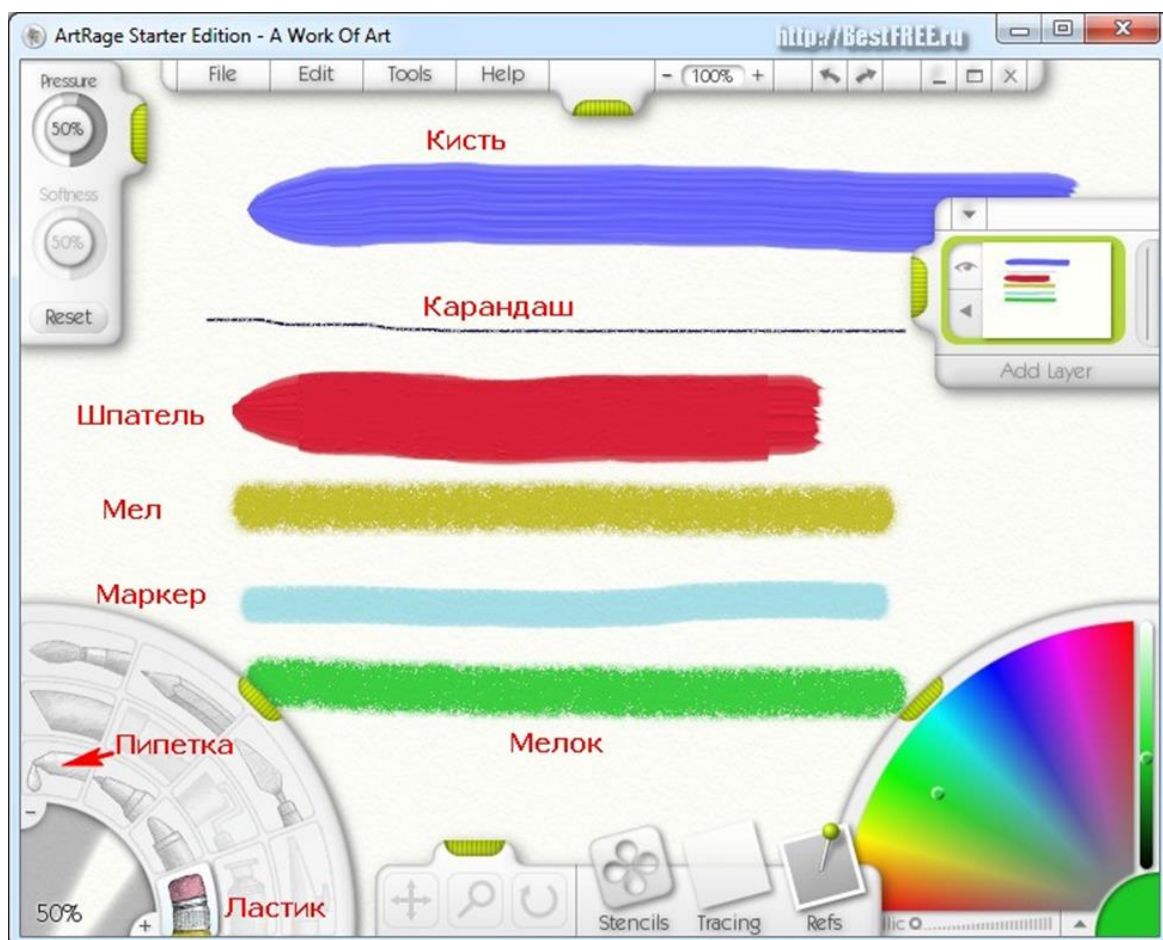 ArtRage Starter Edition - A Work Of Art
http://BestFREE.ru
Pressure
File Edit Tools Help - 100% +
50%
Кисть
Softness
50%
Reset
Карандаш
Add Layer
Шпатель
Мел
Маркер
Пипетка
Мелок
50%
Ластик
Stencils Tracing Refs